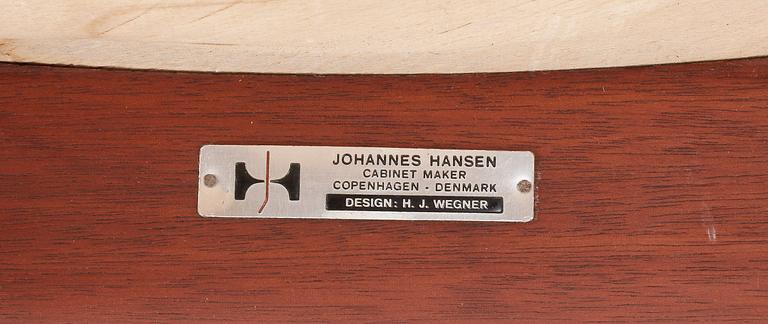 JOHANNES HANSEN
CABINET MAKER
COPENHAGEN - DENMARK
DESIGN: H. J. WEGNER